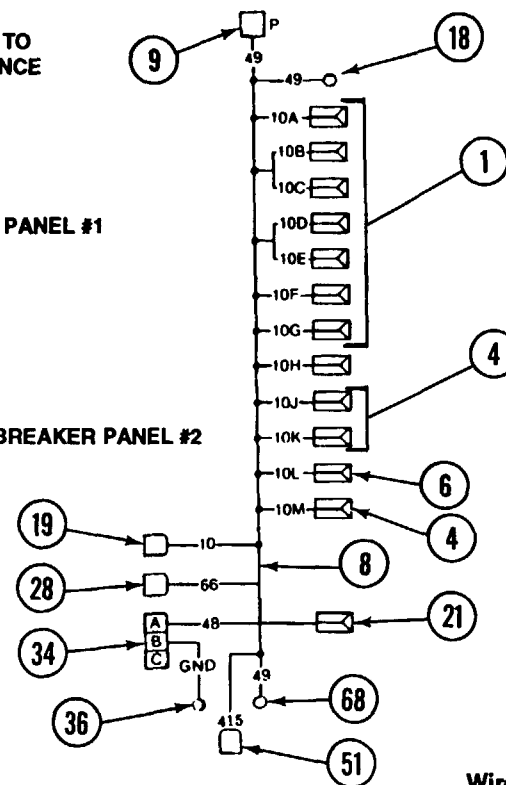 TO
NCE
P
9
49
18
49
10A
10B
1
10C
PANEL #1
10D
10E
10F
10G
10H
4
10J
BREAKER PANEL #2
10K
10L
6
10M
4
19
10
8
28
66
A
48
21
34
B
C
GND
49
36
68
415
51
Wir